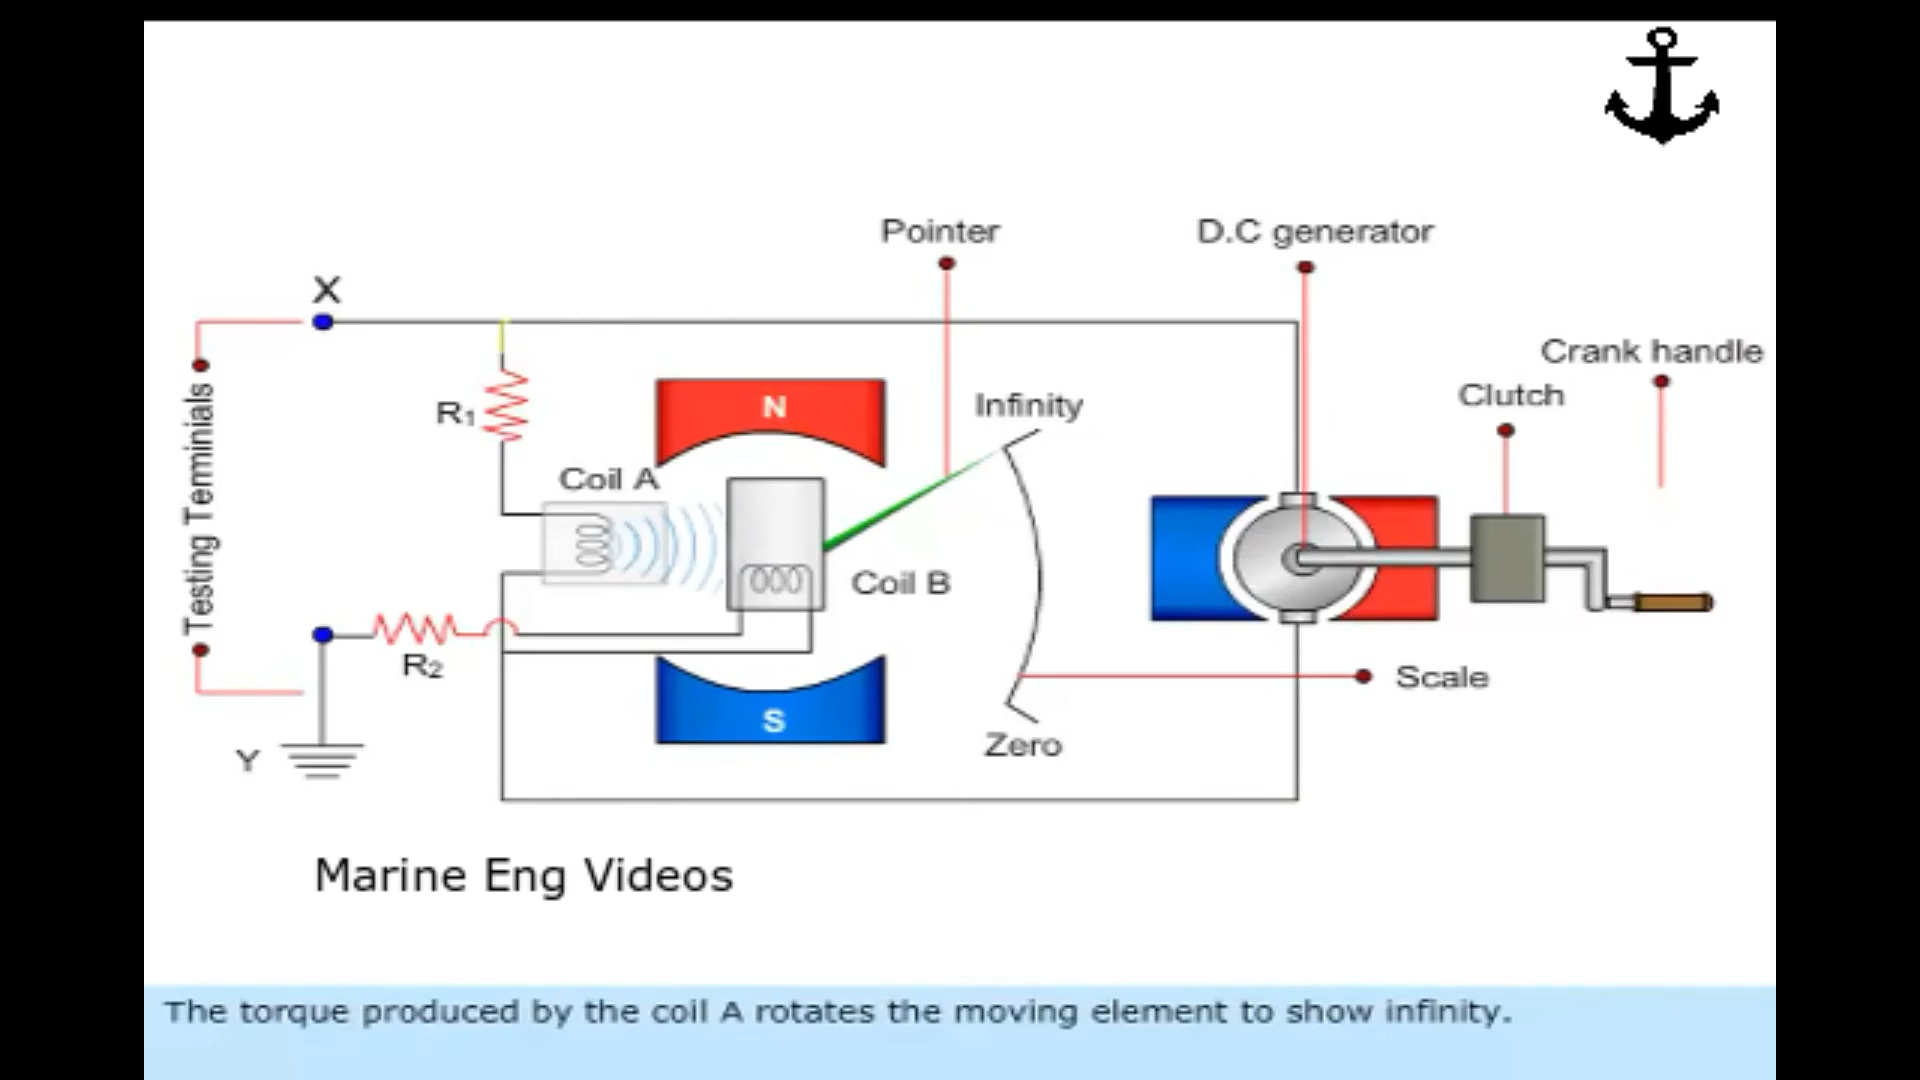 Pointer
D.C generator
X
Crank handle
Clutch
Infinity
N
R1
Coil A
Testing Terminials
Coil B
R2
Scale
S
Y
Zero
Marine Eng Videos
The torque produced by the coil A rotates the moving element to show infinity.